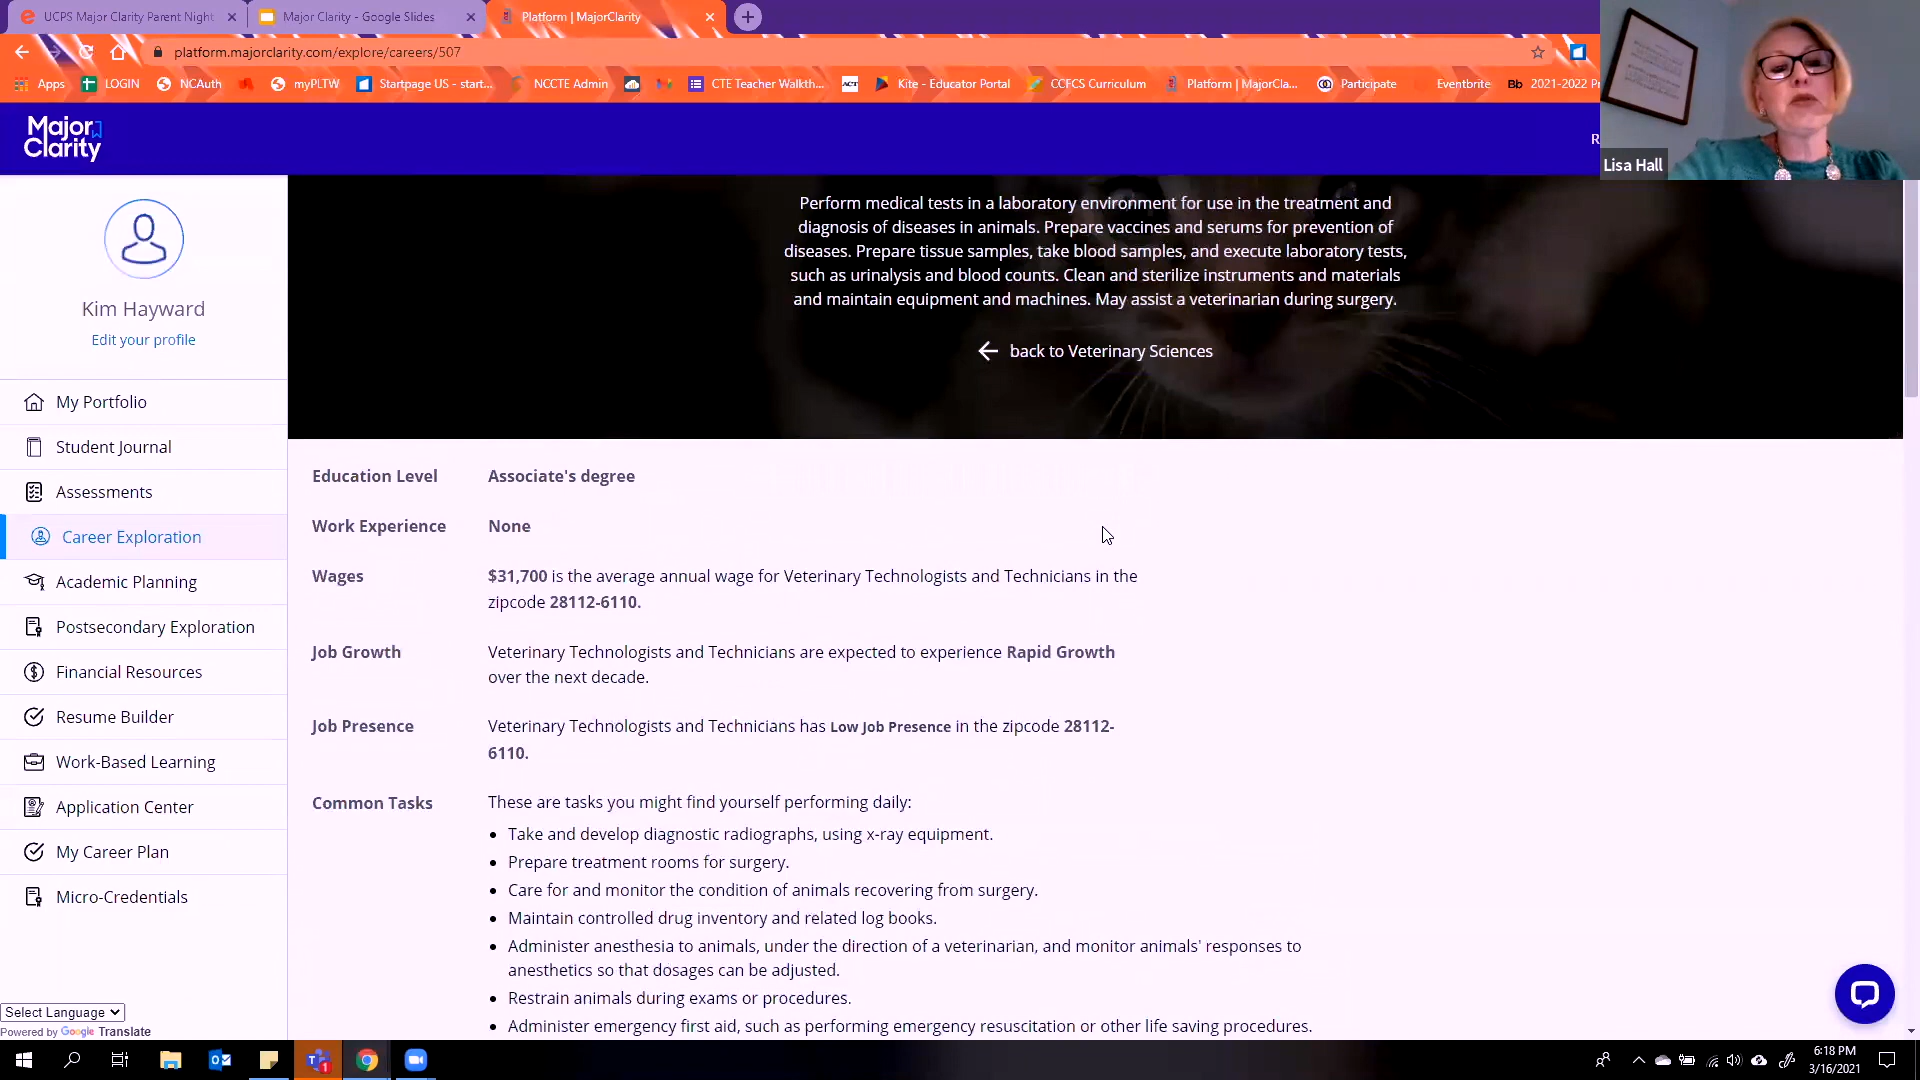 UCPS Major Clarity Parent Night
Major Clarity - Google Slides
Platform | MajorClarity
platform.majorclarity.com/explore/careers/507
Apps
LOGIN
NCAuth
myPLTW
Startpage US - start...
NCCTE Admin
CTE Teacher Walkth...
ACT
Kite - Educator Portal
CCFCS Curriculum
Platform | MajorCla...
Participate
Eventbrite
Bb 2021-2022 P
Major
Clarity
R
Lisa Hall
Kim Hayward
Edit your profile
My Portfolio
Student Journal
Assessments
Career Exploration
Academic Planning
Postsecondary Exploration
Financial Resources
Resume Builder
Work-Based Learning
Application Center
My Career Plan
Micro-Credentials
Select Language
Powered by Google Translate
Perform medical tests in a laboratory environment for use in the treatment and
diagnosis of diseases in animals. Prepare vaccines and serums for prevention of
diseases. Prepare tissue samples, take blood samples, and execute laboratory tests,
such as urinalysis and blood counts. Clean and sterilize instruments and materials
and maintain equipment and machines. May assist a veterinarian during surgery.
back to Veterinary Sciences
Education Level Associate's degree
Work Experience None
Wages $31,700 is the average annual wage for Veterinary Technologists and Technicians in the
zipcode 28112-6110.
Job Growth Veterinary Technologists and Technicians are expected to experience Rapid Growth
over the next decade.
Job Presence Veterinary Technologists and Technicians has Low Job Presence in the zipcode 28112-
6110.
Common Tasks These are tasks you might find yourself performing daily:
• Take and develop diagnostic radiographs, using x-ray equipment.
• Prepare treatment rooms for surgery.
• Care for and monitor the condition of animals recovering from surgery.
• Maintain controlled drug inventory and related log books.
• Administer anesthesia to animals, under the direction of a veterinarian, and monitor animals' responses to
anesthetics so that dosages can be adjusted.
• Restrain animals during exams or procedures.
• Administer emergency first aid, such as performing emergency resuscitation or other life saving procedures.
6:18 PM
3/16/2021